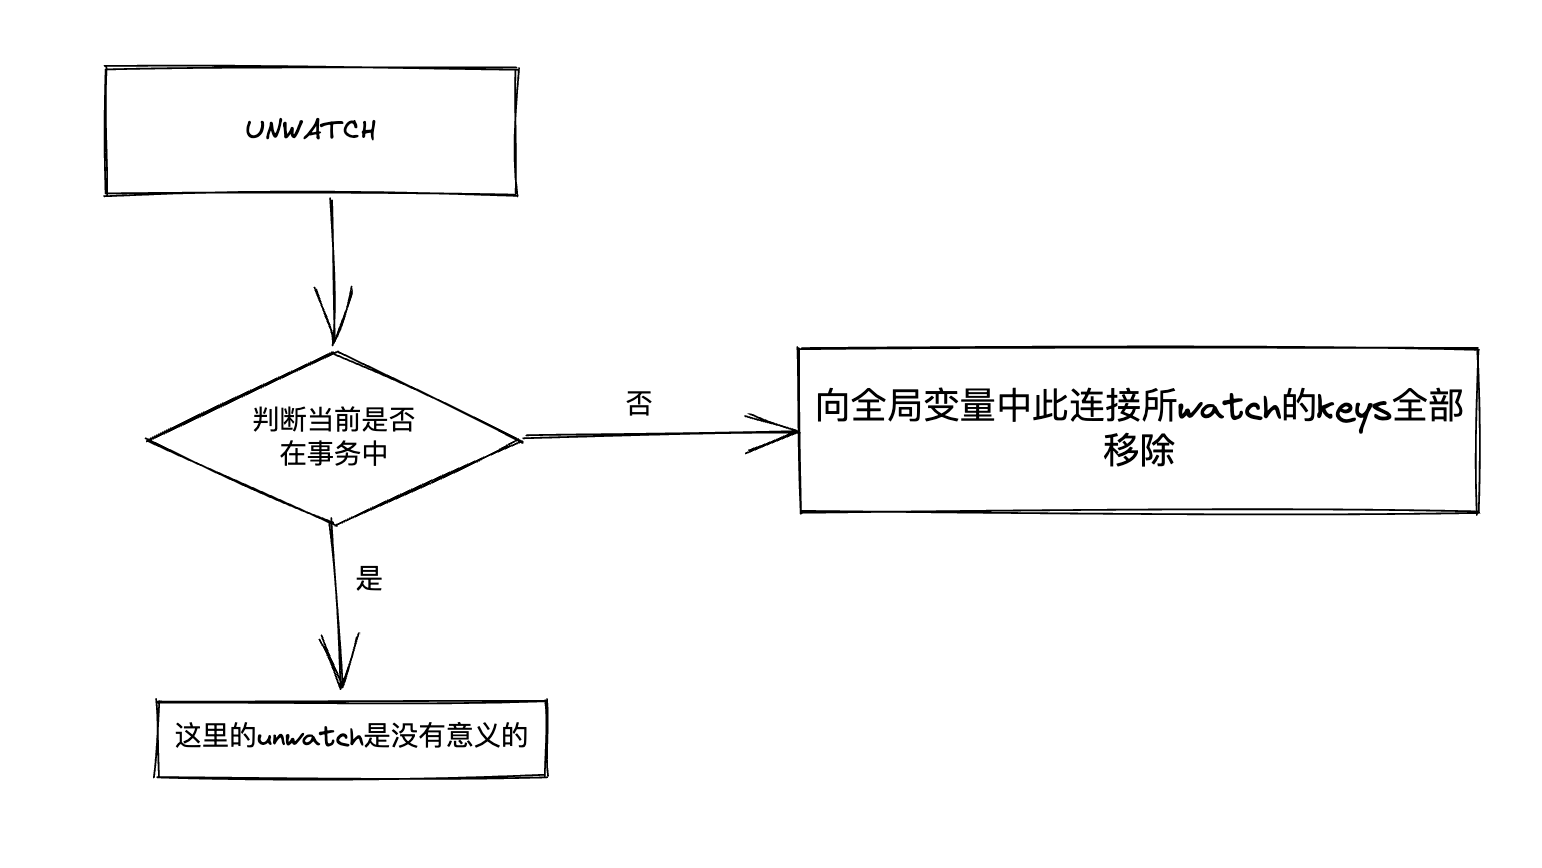 UNWATCH
判断当前是否
在事务中
否
向全局变量中此连接所watch的keys全部
移除
是
这里的unwatch是没有意义的